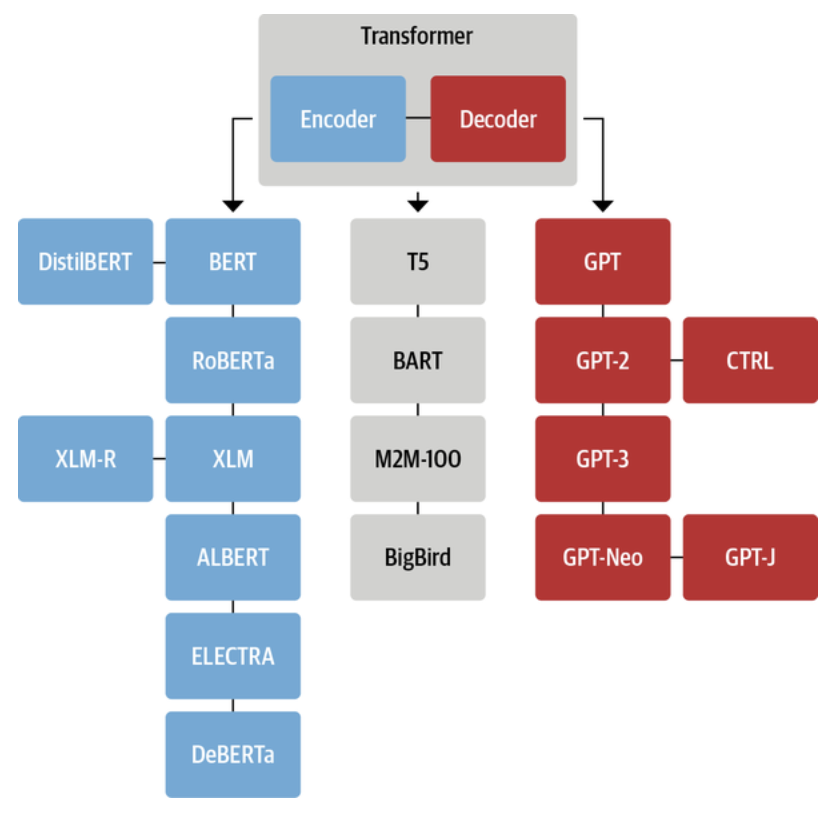 Transformer
Encoder
Decoder
DistilBERT
BERT
T5
GPT
RoBERTa
BART
GPT-2
CTRL
XLM-R
XLM
M2M-100
GPT-3
ALBERT
BigBird
GPT-Neo
GPT-J
ELECTRA
DeBERTa